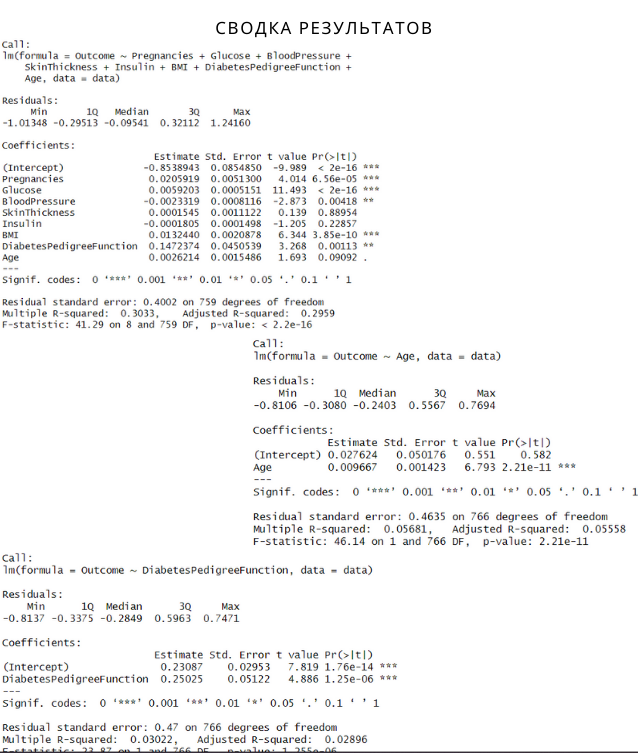 СВОДКА РЕЗУЛЬТАТОВ
Call:
lm(formula = Outcome ~ Pregnancies + Glucose + BloodPressure +
    SkinThickness + Insulin + BMI + DiabetesPedigreeFunction +
    Age, data = data)
Residuals:
     Min       1Q   Median       3Q      Max
-1.01348 -0.29513 -0.09541  0.32112  1.24160
Coefficients:
                           Estimate Std. Error t value Pr(>|t|)
(Intercept)              -0.8538943  0.0854850  -9.989  < 2e-16 ***
Pregnancies               0.0205919  0.0051300   4.014 6.56e-05 ***
Glucose                   0.0059203  0.0005151  11.493  < 2e-16 ***
BloodPressure            -0.0023319  0.0008116  -2.873  0.00418 **
SkinThickness             0.0001545  0.0011122   0.139  0.88954
Insulin                  -0.0001805  0.0001498  -1.205  0.22857
BMI                       0.0132440  0.0020878   6.344 3.85e-10 ***
DiabetesPedigreeFunction  0.1472374  0.0450539   3.268  0.00113 **
Age                       0.0026214  0.0015486   1.693  0.09092 .
---
Signif. codes:  0 ‘***’ 0.001 ‘**’ 0.01 ‘*’ 0.05 ‘.’ 0.1 ‘ ’ 1
Residual standard error: 0.4002 on 759 degrees of freedom
Multiple R-squared:  0.3033,    Adjusted R-squared:  0.2959
F-statistic: 41.29 on 8 and 759 DF,  p-value: < 2.2e-16
Call:
lm(formula = Outcome ~ Age, data = data)
Residuals:
    Min      1Q  Median      3Q     Max
-0.8106 -0.3080 -0.2403  0.5567  0.7694
Coefficients:
            Estimate Std. Error t value Pr(>|t|)
(Intercept) 0.027624   0.050176   0.551    0.582
Age         0.009667   0.001423   6.793 2.21e-11 ***
---
Signif. codes:  0 ‘***’ 0.001 ‘**’ 0.01 ‘*’ 0.05 ‘.’ 0.1 ‘ ’ 1
Residual standard error: 0.4635 on 766 degrees of freedom
Multiple R-squared:  0.05681,   Adjusted R-squared:  0.05558
F-statistic: 46.14 on 1 and 766 DF,  p-value: 2.21e-11
Call:
lm(formula = Outcome ~ DiabetesPedigreeFunction, data = data)
Residuals:
    Min      1Q  Median      3Q     Max
-0.8137 -0.3375 -0.2849  0.5963  0.7471
Coefficients:
                         Estimate Std. Error t value Pr(>|t|)
(Intercept)               0.23087    0.02953   7.819 1.76e-14 ***
DiabetesPedigreeFunction  0.25025    0.05122   4.886 1.25e-06 ***
---
Signif. codes:  0 ‘***’ 0.001 ‘**’ 0.01 ‘*’ 0.05 ‘.’ 0.1 ‘ ’ 1
Residual standard error: 0.47 on 766 degrees of freedom
Multiple R-squared:  0.03022,   Adjusted R-squared:  0.02896
F-statistic: 23.87 on 1 and 766 DF,  p-value: 1.255e-06